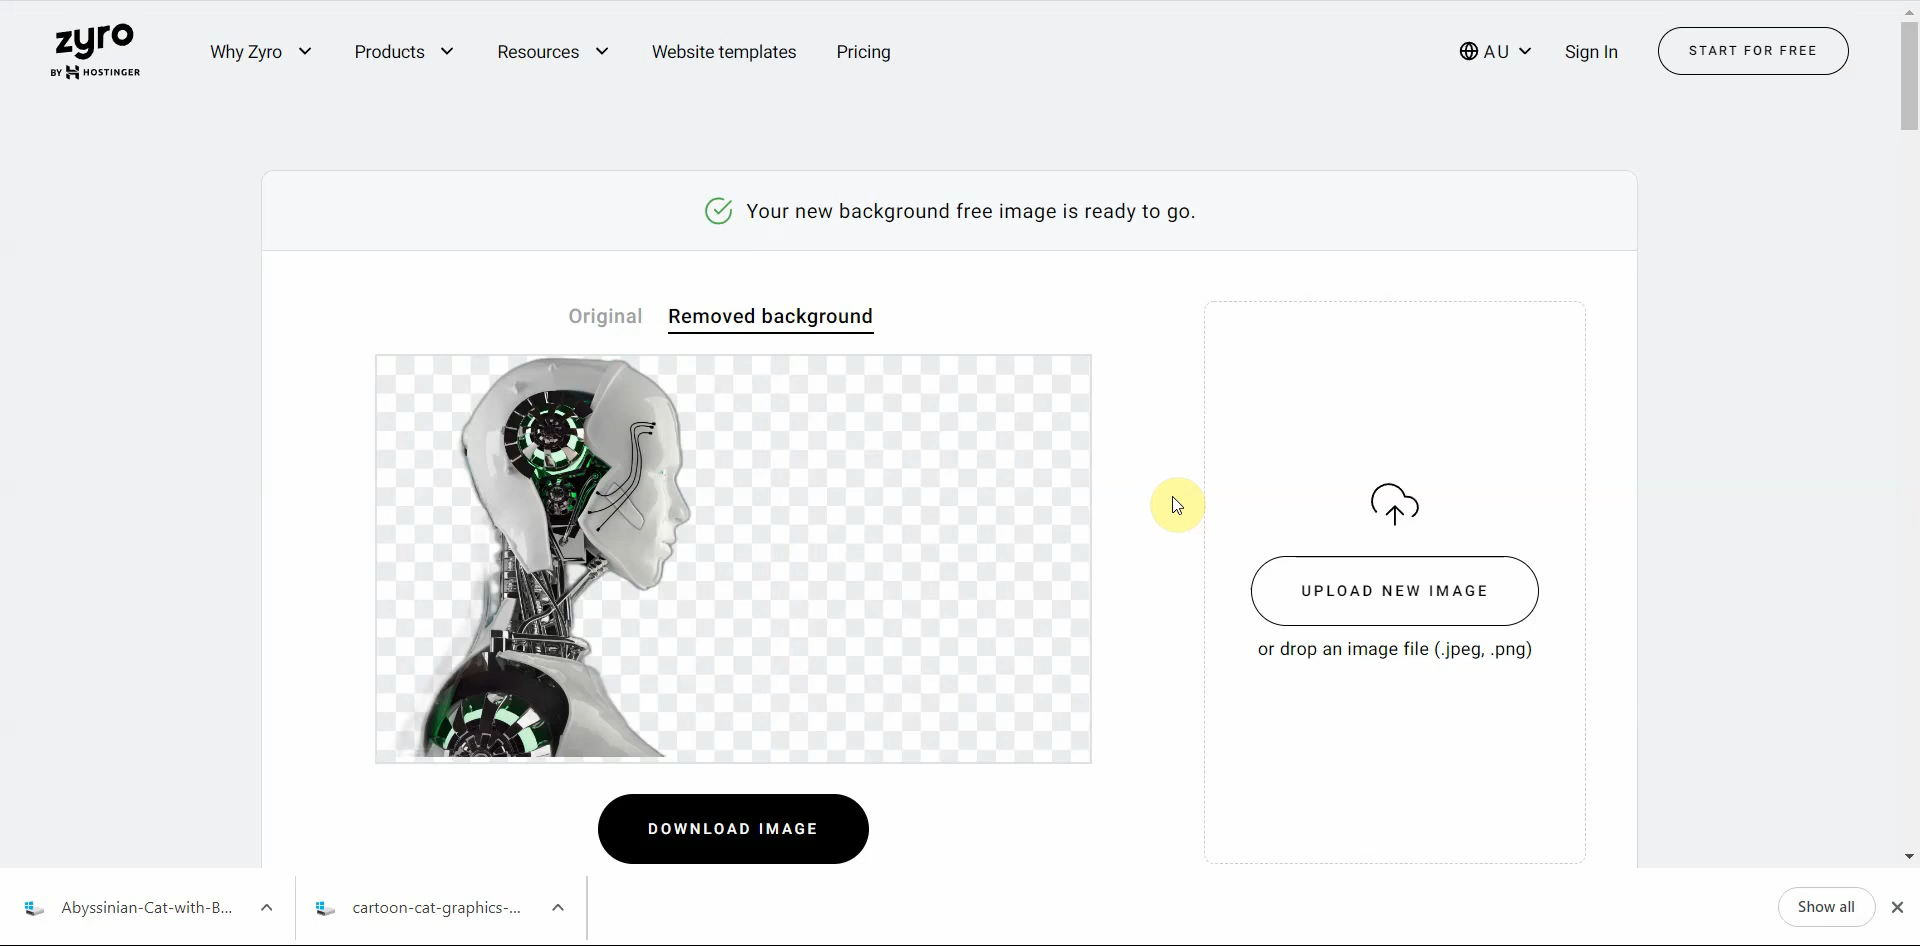 zyro
BY HOSTINGER
Why Zyro
Products
Resources
Website templates
Pricing
AU
Sign In
START FOR FREE
Your new background free image is ready to go.
Original
Removed background
UPLOAD NEW IMAGE
or drop an image file (.jpeg, .png)
DOWNLOAD IMAGE
Abyssinian-Cat-with-B...
cartoon-cat-graphics-...
Show all